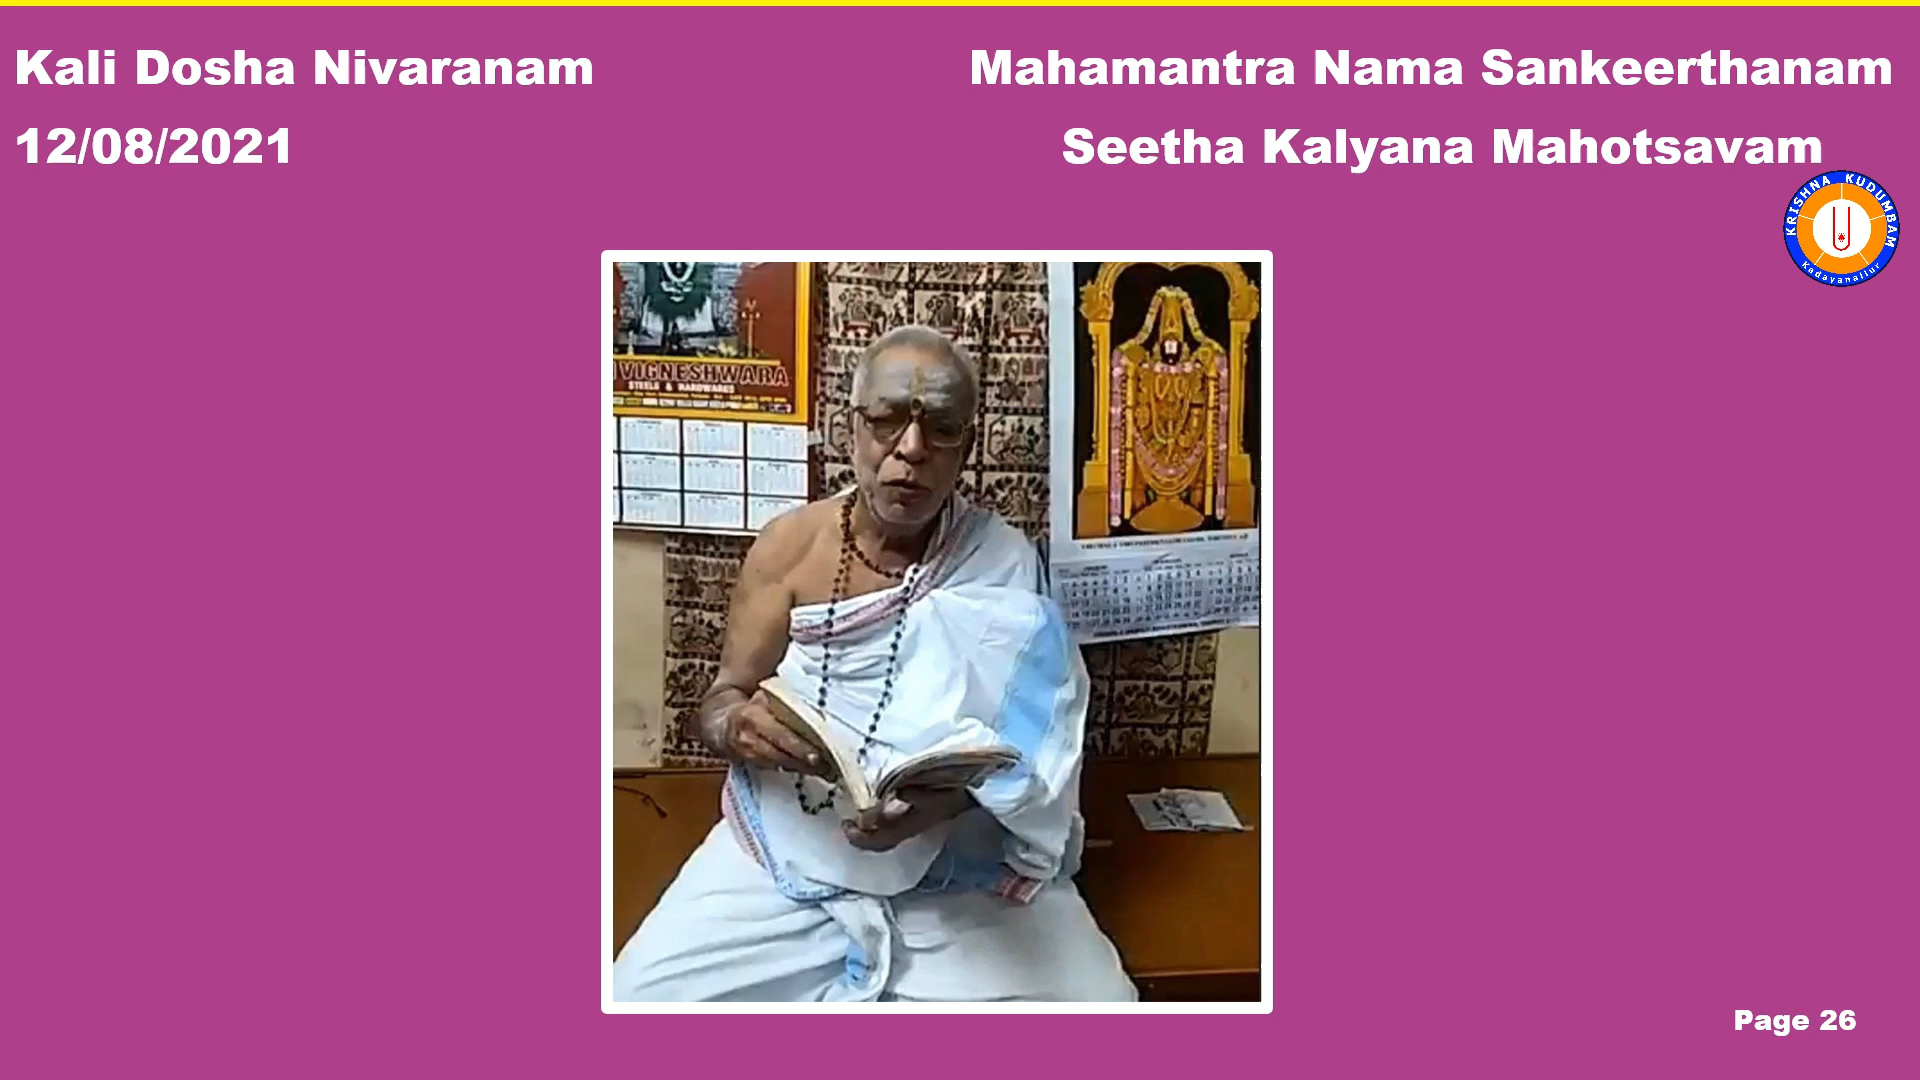 Kali Dosha Nivaranam
12/08/2021
Mahamantra Nama Sankeerthanam
Seetha Kalyana Mahotsavam
KRISHNA KUDUMBAM
Kadayanallur
VIGNESHWARA
STEELS & HARDWARES
Page 26